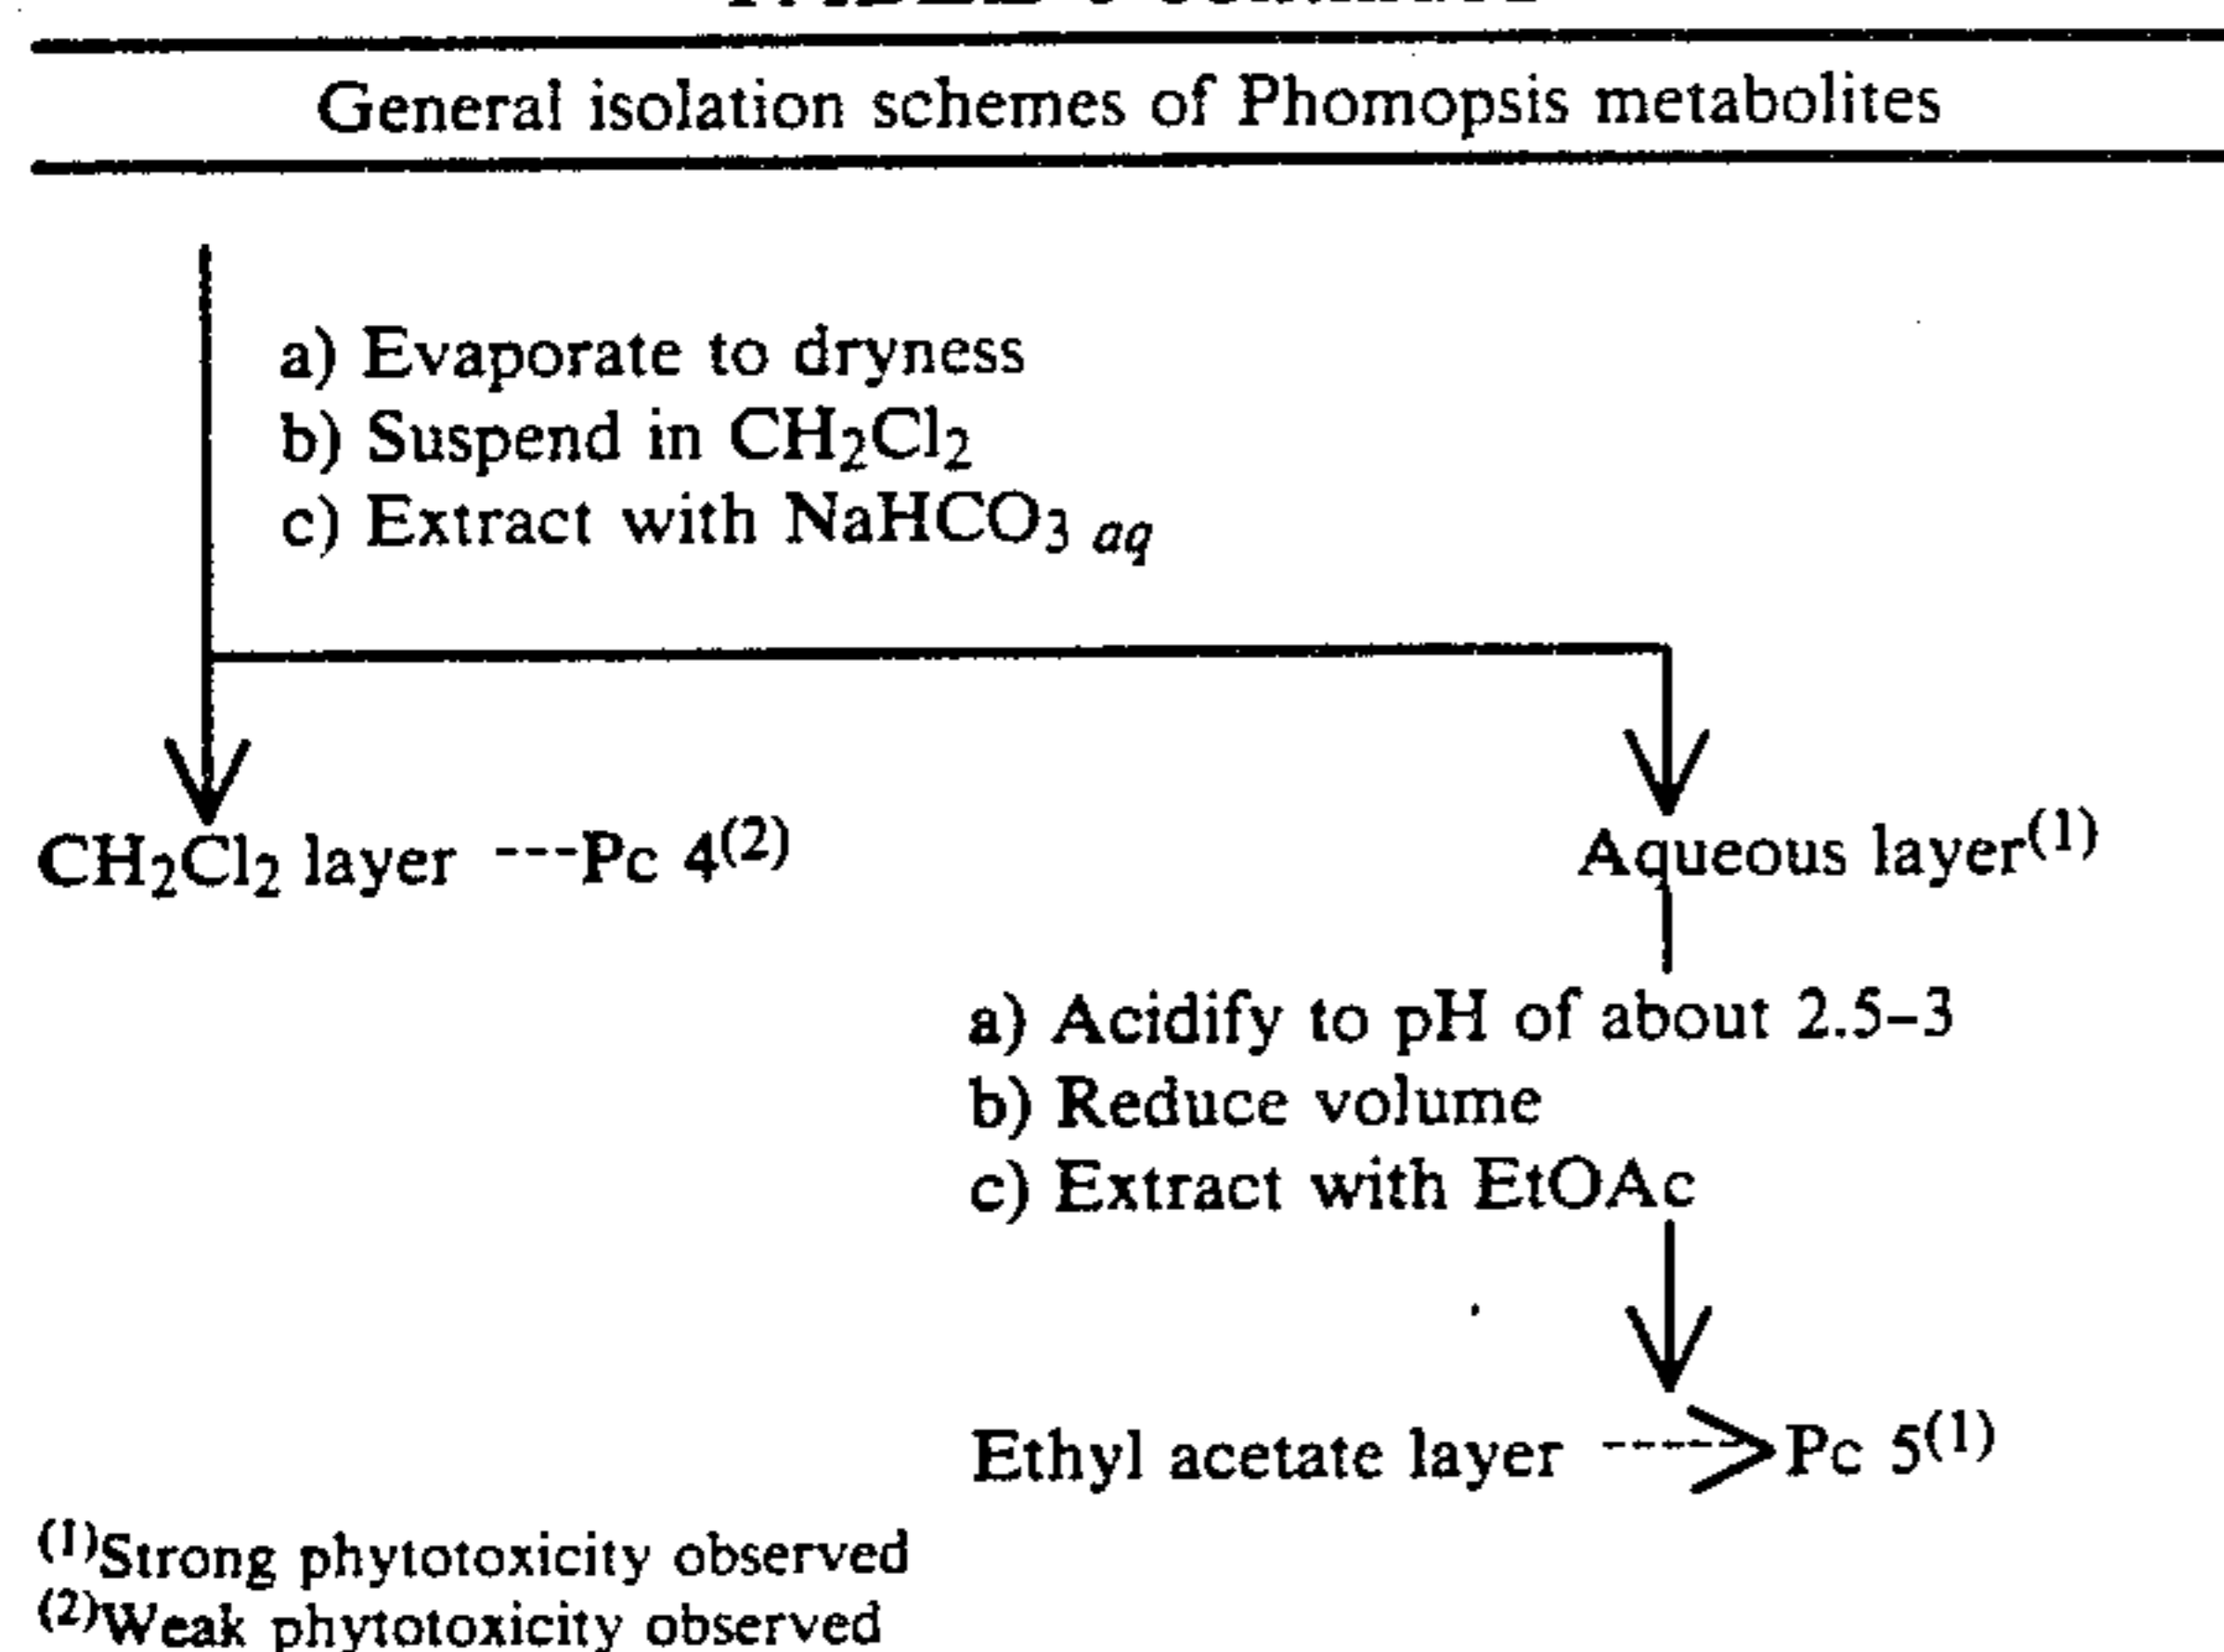 General isolation schemes of Phomopsis metabolites
a) Evaporate to dryness
b) Suspend in CH2Cl2
c) Extract with NaHCO3 aq
CH2Cl2 layer ---Pc 4(2)
Aqueous layer(1)
a) Acidify to pH of about 2.5–3
b) Reduce volume
c) Extract with EtOAc
Ethyl acetate layer ----->Pc 5(1)
(1)Strong phytotoxicity observed
(2)Weak phytotoxicity observed